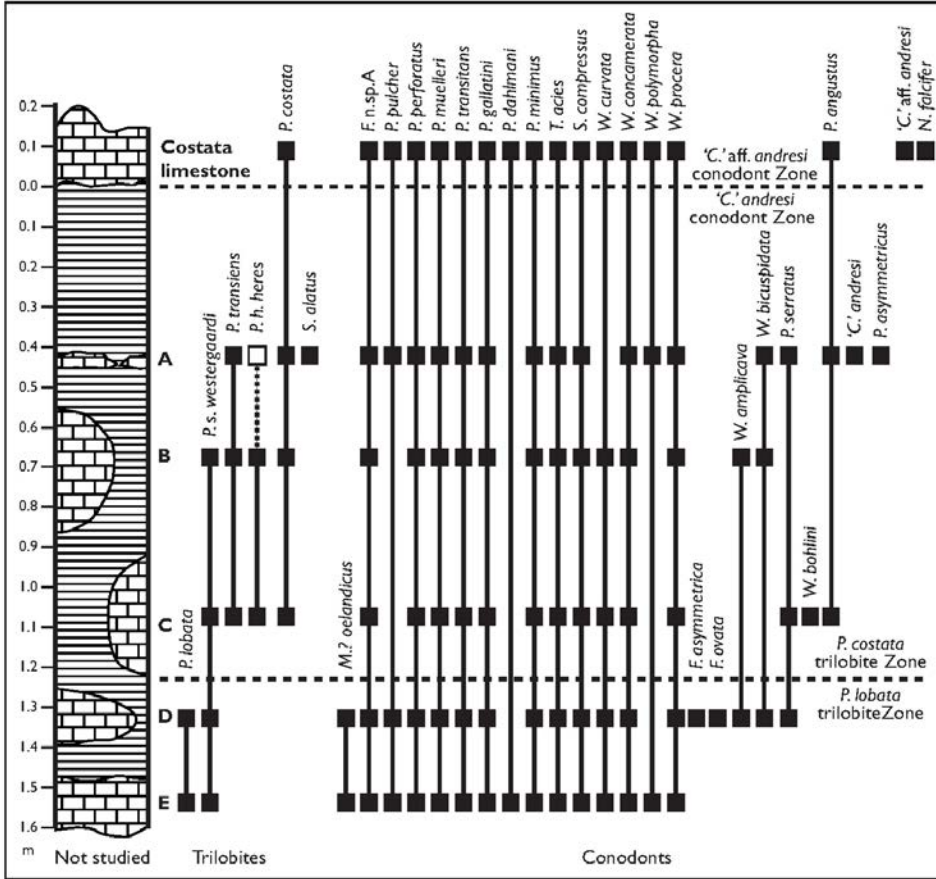 P. costata
F. n.sp.A
P. pulcher
P. perforatus
P. muelleri
P. transitans
P. gallatini
P. dahlmani
P. minimus
T. acies
S. compressus
W. curvata
W. concamerata
W. polymorpha
W. procera
P. angustus
'C.' aff. andresi
N. falcifer
0.2
0.1
0.0
0.1
0.2
0.3
0.4
0.5
0.6
0.7
0.8
0.9
1.0
1.1
1.2
1.3
1.4
1.5
1.6
m
Costata
limestone
'C.' aff. andresi
conodont Zone
'C.' andresi
conodont Zone
P. s. westergaardi
P. transiens
P. h. heres
S. alatus
W. amplicava
W. bicuspidata
P. serratus
'C.' andresi
P. asymmetricus
A
B
C
P. lobata
M.? oelandicus
F. asymmetrica
F. ovata
W. bohlini
P. costata
trilobite Zone
P. lobata
trilobite Zone
D
E
Not studied
Trilobites
Conodonts